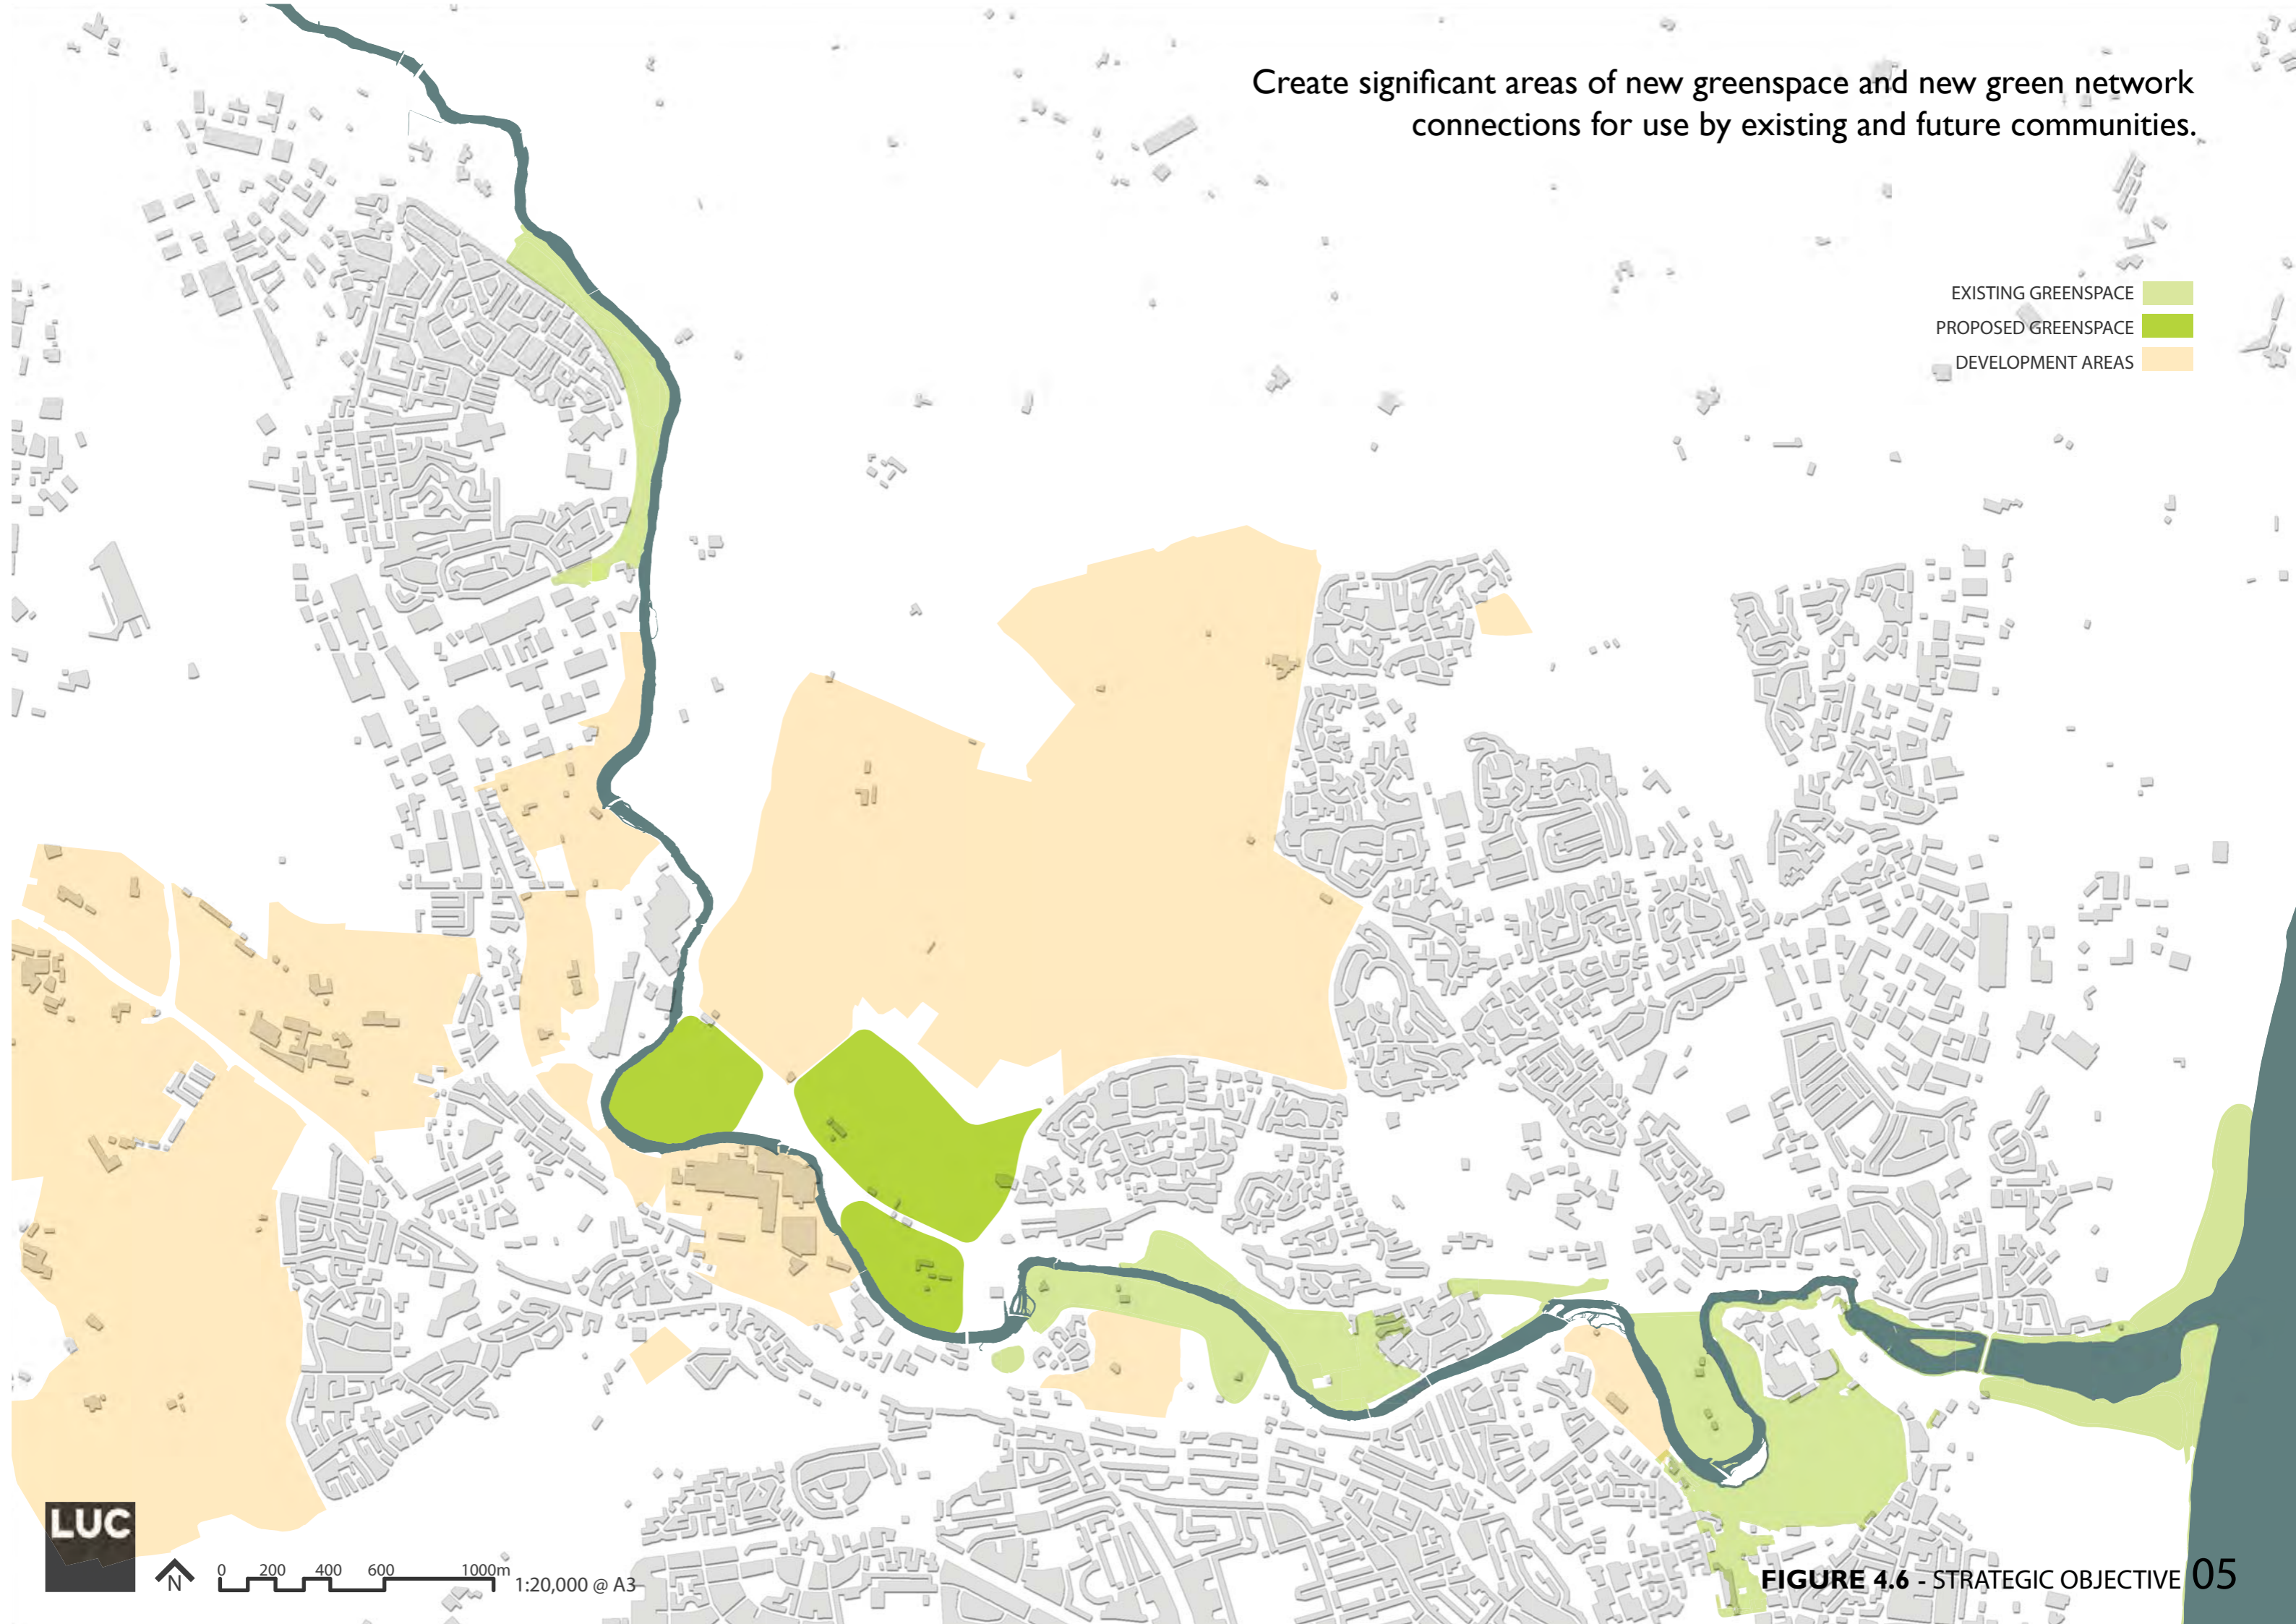 Create significant areas of new greenspace and new green network
connections for use by existing and future communities.
EXISTING GREENSPACE
PROPOSED GREENSPACE
DEVELOPMENT AREAS
LUC
N
0 200 400 600 1000m
1:20,000 @ A3
FIGURE 4.6 - STRATEGIC OBJECTIVE 05